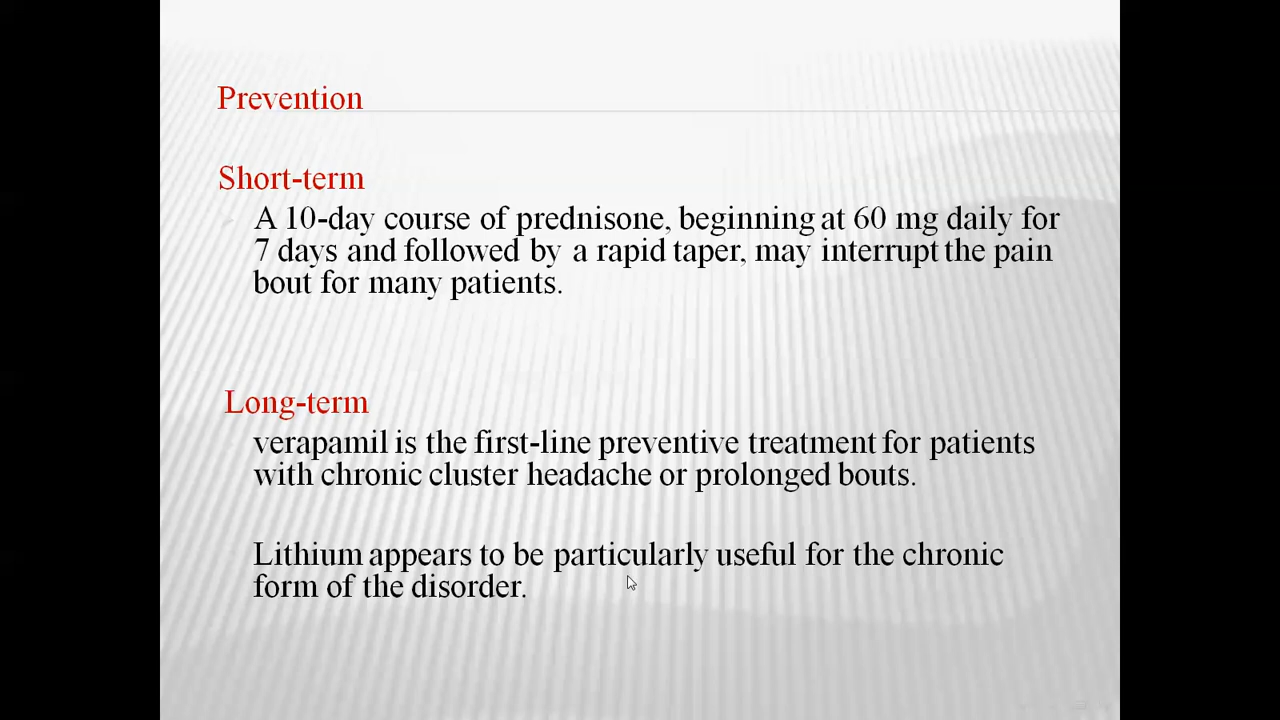 Prevention
Short-term
A 10-day course of prednisone, beginning at 60 mg daily for
7 days and followed by a rapid taper, may interrupt the pain
bout for many patients.
Long-term
verapamil is the first-line preventive treatment for patients
with chronic cluster headache or prolonged bouts.
Lithium appears to be particularly useful for the chronic
form of the disorder.